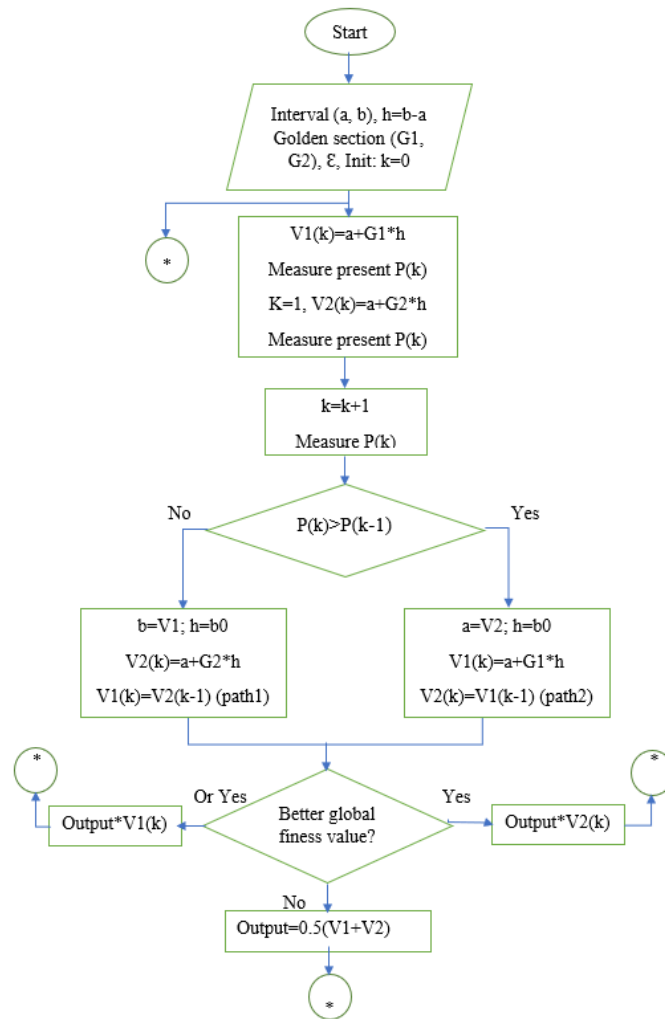 Start
Interval (a, b), h=b-a
Golden section (G1,
G2), Ɛ, Init: k=0
*
V1(k)=a+G1*h
Measure present P(k)
K=1, V2(k)=a+G2*h
Measure present P(k)
k=k+1
Measure P(k)
P(k)>P(k-1)
No
Yes
b=V1; h=b0
V2(k)=a+G2*h
V1(k)=V2(k-1) (path1)
a=V2; h=b0
V1(k)=a+G1*h
V2(k)=V1(k-1) (path2)
*
*
Or Yes
Yes
Output*V1(k)
Better global
finess value?
Output*V2(k)
No
Output=0.5(V1+V2)
*